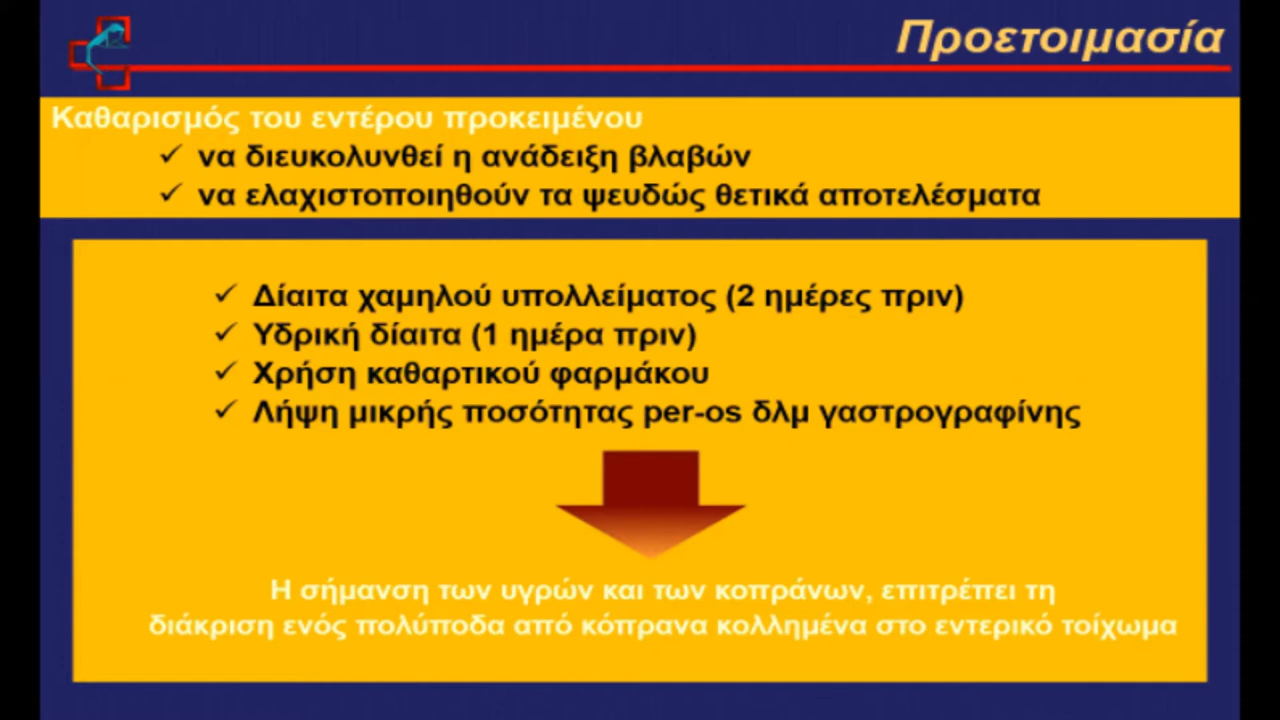 Προετοιμασία
Καθαρισμός του εντέρου προκειμένου
✓ να διευκολυνθεί η ανάδειξη βλαβών
✓ να ελαχιστοποιηθούν τα ψευδώς θετικά αποτελέσματα
✓ Δίαιτα χαμηλού υπολλείματος (2 ημέρες πριν)
✓ Υδρική δίαιτα (1 ημέρα πριν)
✓ Χρήση καθαρτικού φαρμάκου
✓ Λήψη μικρής ποσότητας per-os δλμ γαστρογραφίνης
Η σήμανση των υγρών και των κοπράνων, επιτρέπει τη
διάκριση ενός πολύποδα από κόπρανα κολλημένα στο εντερικό τοίχωμα